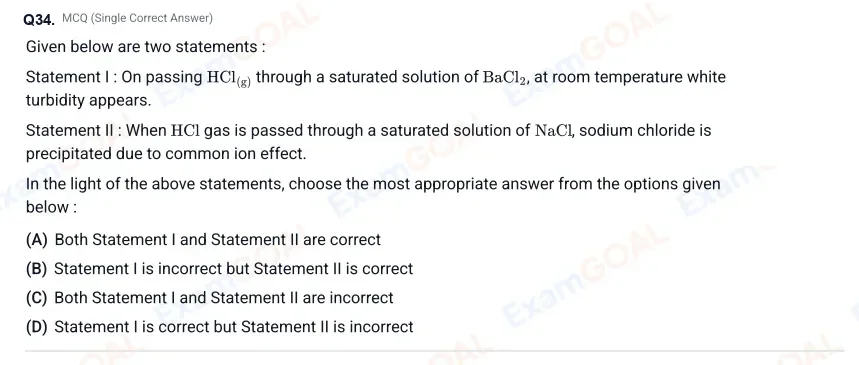 Q34. MCQ (Single Correct Answer)
Given below are two statements :
Statement I : On passing HCl₍g₎ through a saturated solution of BaCl₂, at room temperature white
turbidity appears.
Statement II : When HCl gas is passed through a saturated solution of NaCl, sodium chloride is
precipitated due to common ion effect.
In the light of the above statements, choose the most appropriate answer from the options given
below :
(A) Both Statement I and Statement II are correct
(B) Statement I is incorrect but Statement II is correct
(C) Both Statement I and Statement II are incorrect
(D) Statement I is correct but Statement II is incorrect
ExamGOAL